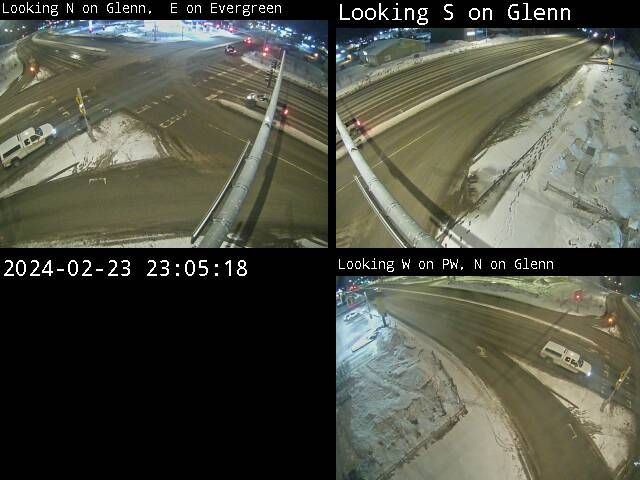 Looking N on Glenn, E on Evergreen
Looking S on Glenn
2024-02-23 23:05:18
Looking W on PW, N on Glenn